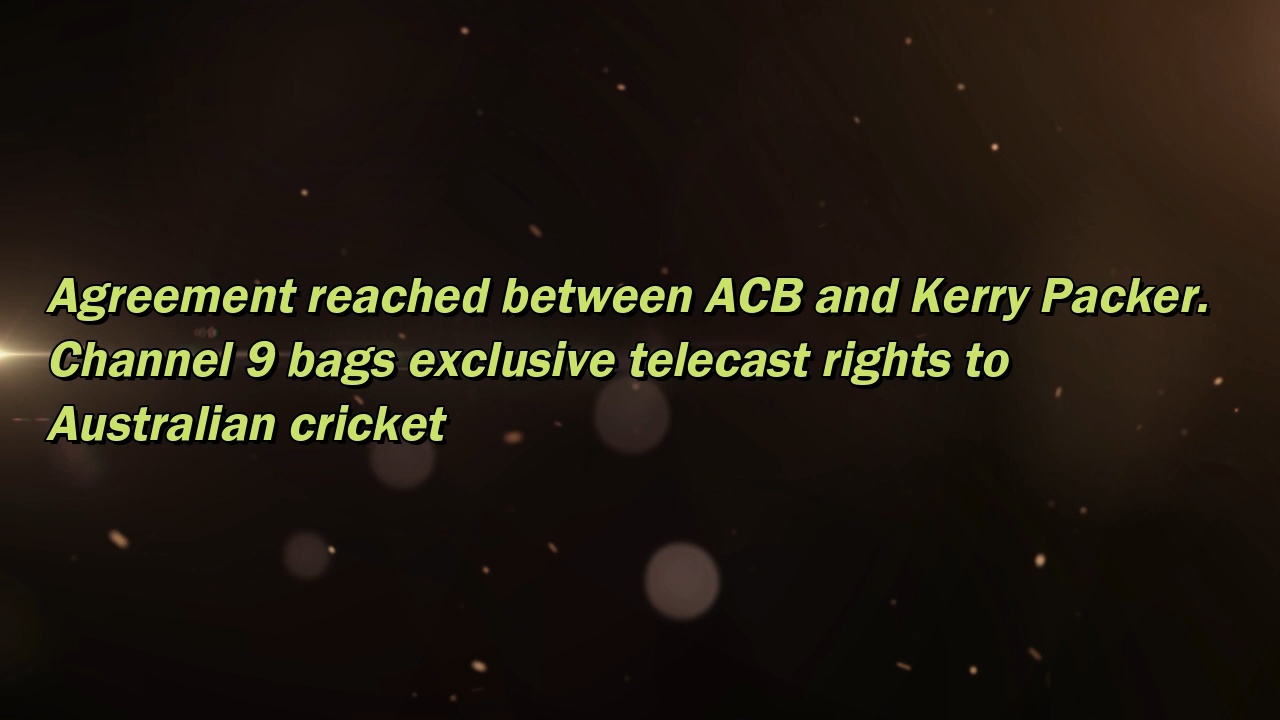 Agreement reached between ACB and Kerry Packer.
Channel 9 bags exclusive telecast rights to
Australian cricket